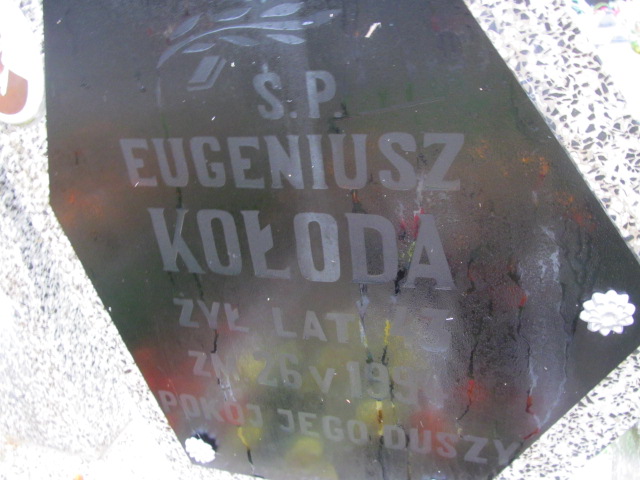 Ś.P.
EUGENIUSZ
KOŁODA
ŻYŁ LAT
ZM. 26 V
POKÓJ JEGO DUSZY